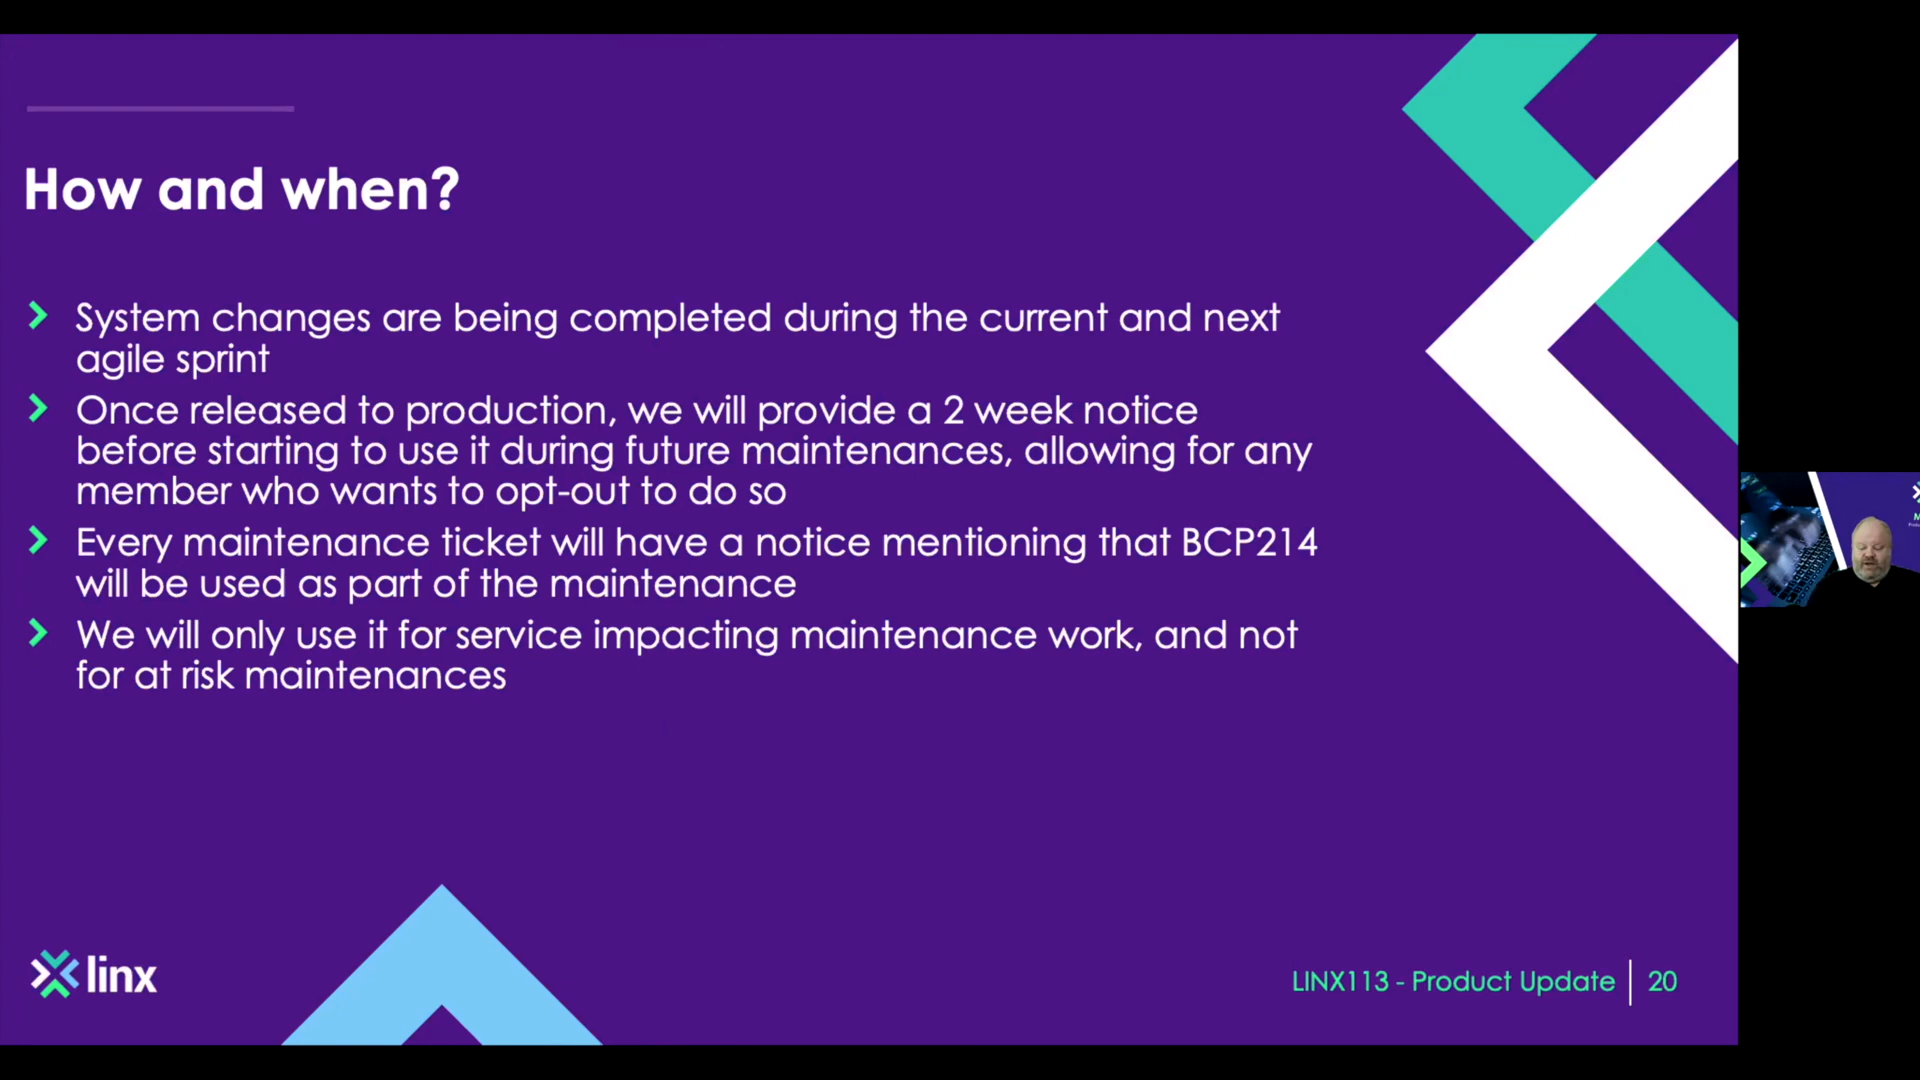 How and when?
System changes are being completed during the current and next
agile sprint
Once released to production, we will provide a 2 week notice
before starting to use it during future maintenances, allowing for any
member who wants to opt-out to do so
Every maintenance ticket will have a notice mentioning that BCP214
will be used as part of the maintenance
We will only use it for service impacting maintenance work, and not
for at risk maintenances
linx
LINX113 - Product Update
20